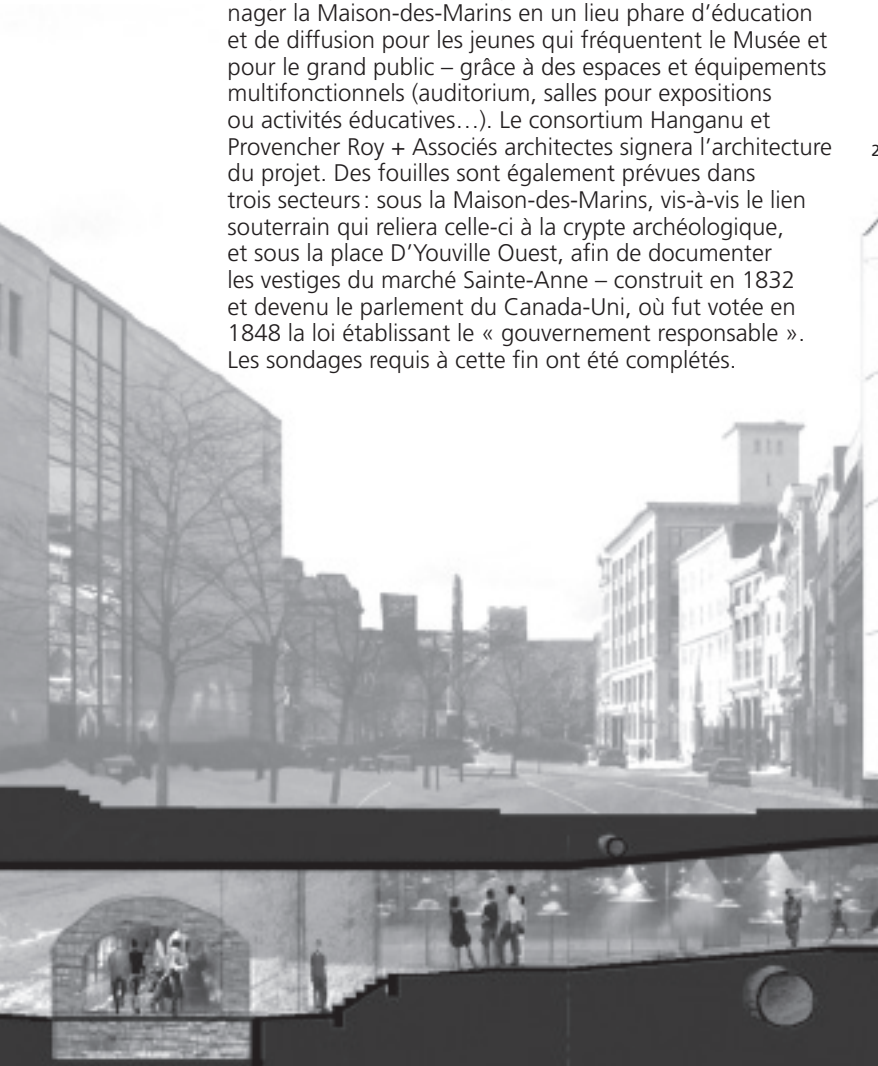 nager la Maison-des-Marins en un lieu phare d’éducation
et de diffusion pour les jeunes qui fréquentent le Musée et
pour le grand public – grâce à des espaces et équipements
multifonctionnels (auditorium, salles pour expositions
ou activités éducatives…). Le consortium Hanganu et
Provencher Roy + Associés architectes signera l’architecture
du projet. Des fouilles sont également prévues dans
trois secteurs : sous la Maison-des-Marins, vis-à-vis le lien
souterrain qui reliera celle-ci à la crypte archéologique,
et sous la place D’Youville Ouest, afin de documenter
les vestiges du marché Sainte-Anne – construit en 1832
et devenu le parlement du Canada-Uni, où fut votée en
1848 la loi établissant le « gouvernement responsable ».
Les sondages requis à cette fin ont été complétés.
2